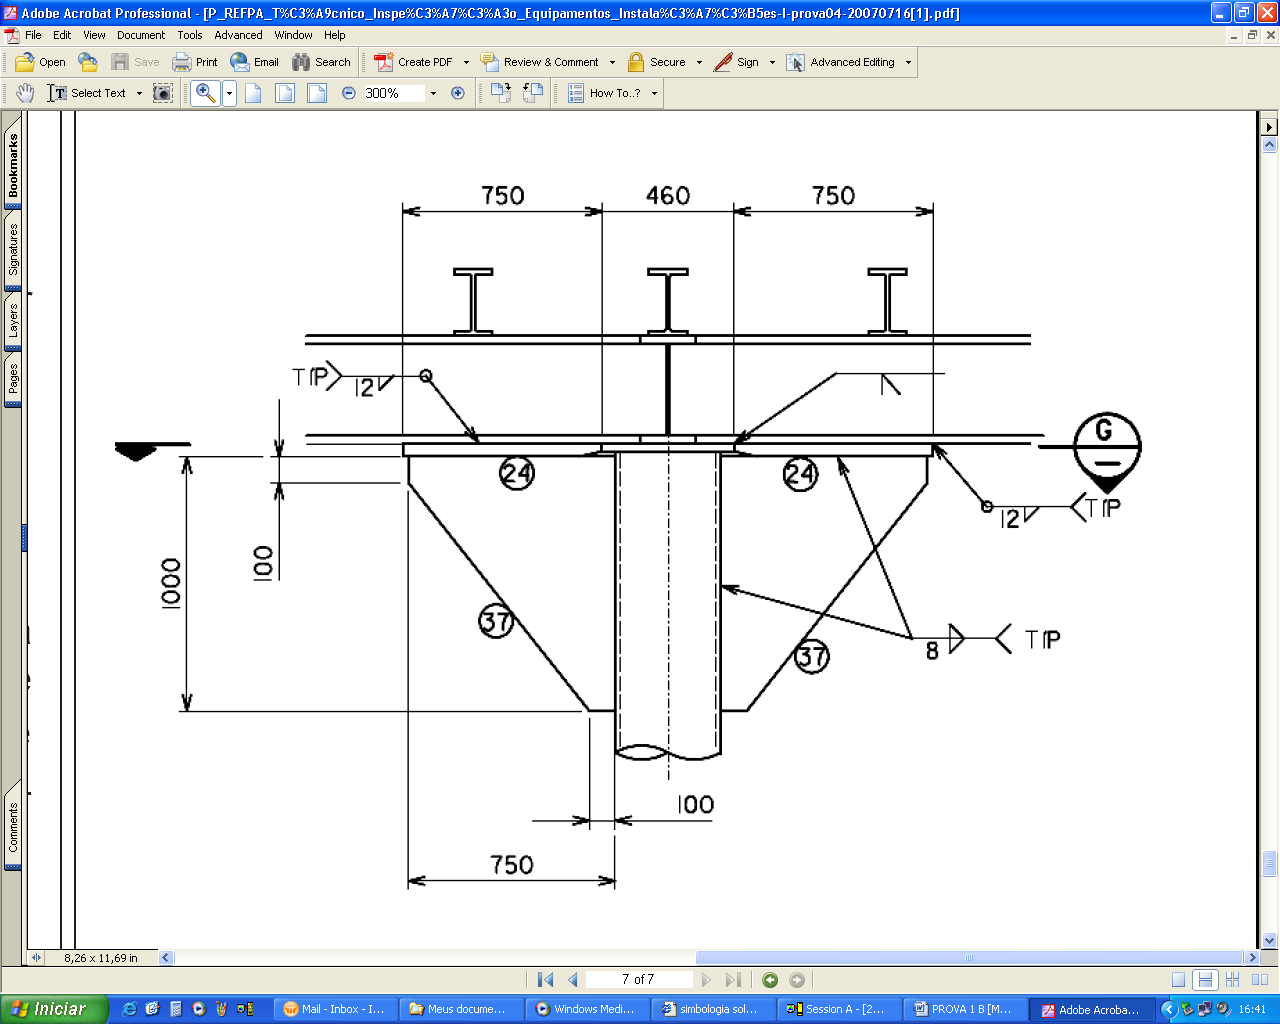 Adobe Acrobat Professional - [P_REFPA_T%C3%A9cnico_Inspe%C3%A7%C3%A3o_Equipamentos_Instala%C3%A7%C3%B5es-I-prova04-20070716[1].pdf]
File Edit View Document Tools Advanced Window Help
Open Save Print Email Search Create PDF Review & Comment Secure Sign Advanced Editing
Select Text 300% How To..?
Bookmarks
Signatures
Layers
Pages
Comments
750 460 750
TIP 12
G
24 24
12 TIP
100
1000
37
8 TIP
37
100
750
8,26 x 11,69 in
7 of 7
Iniciar Mail - Inbox - I... Meus docume... Windows Medi... simbologia sol... Session A - [2... PROVA 1 B [M... Adobe Acroba... 16:41